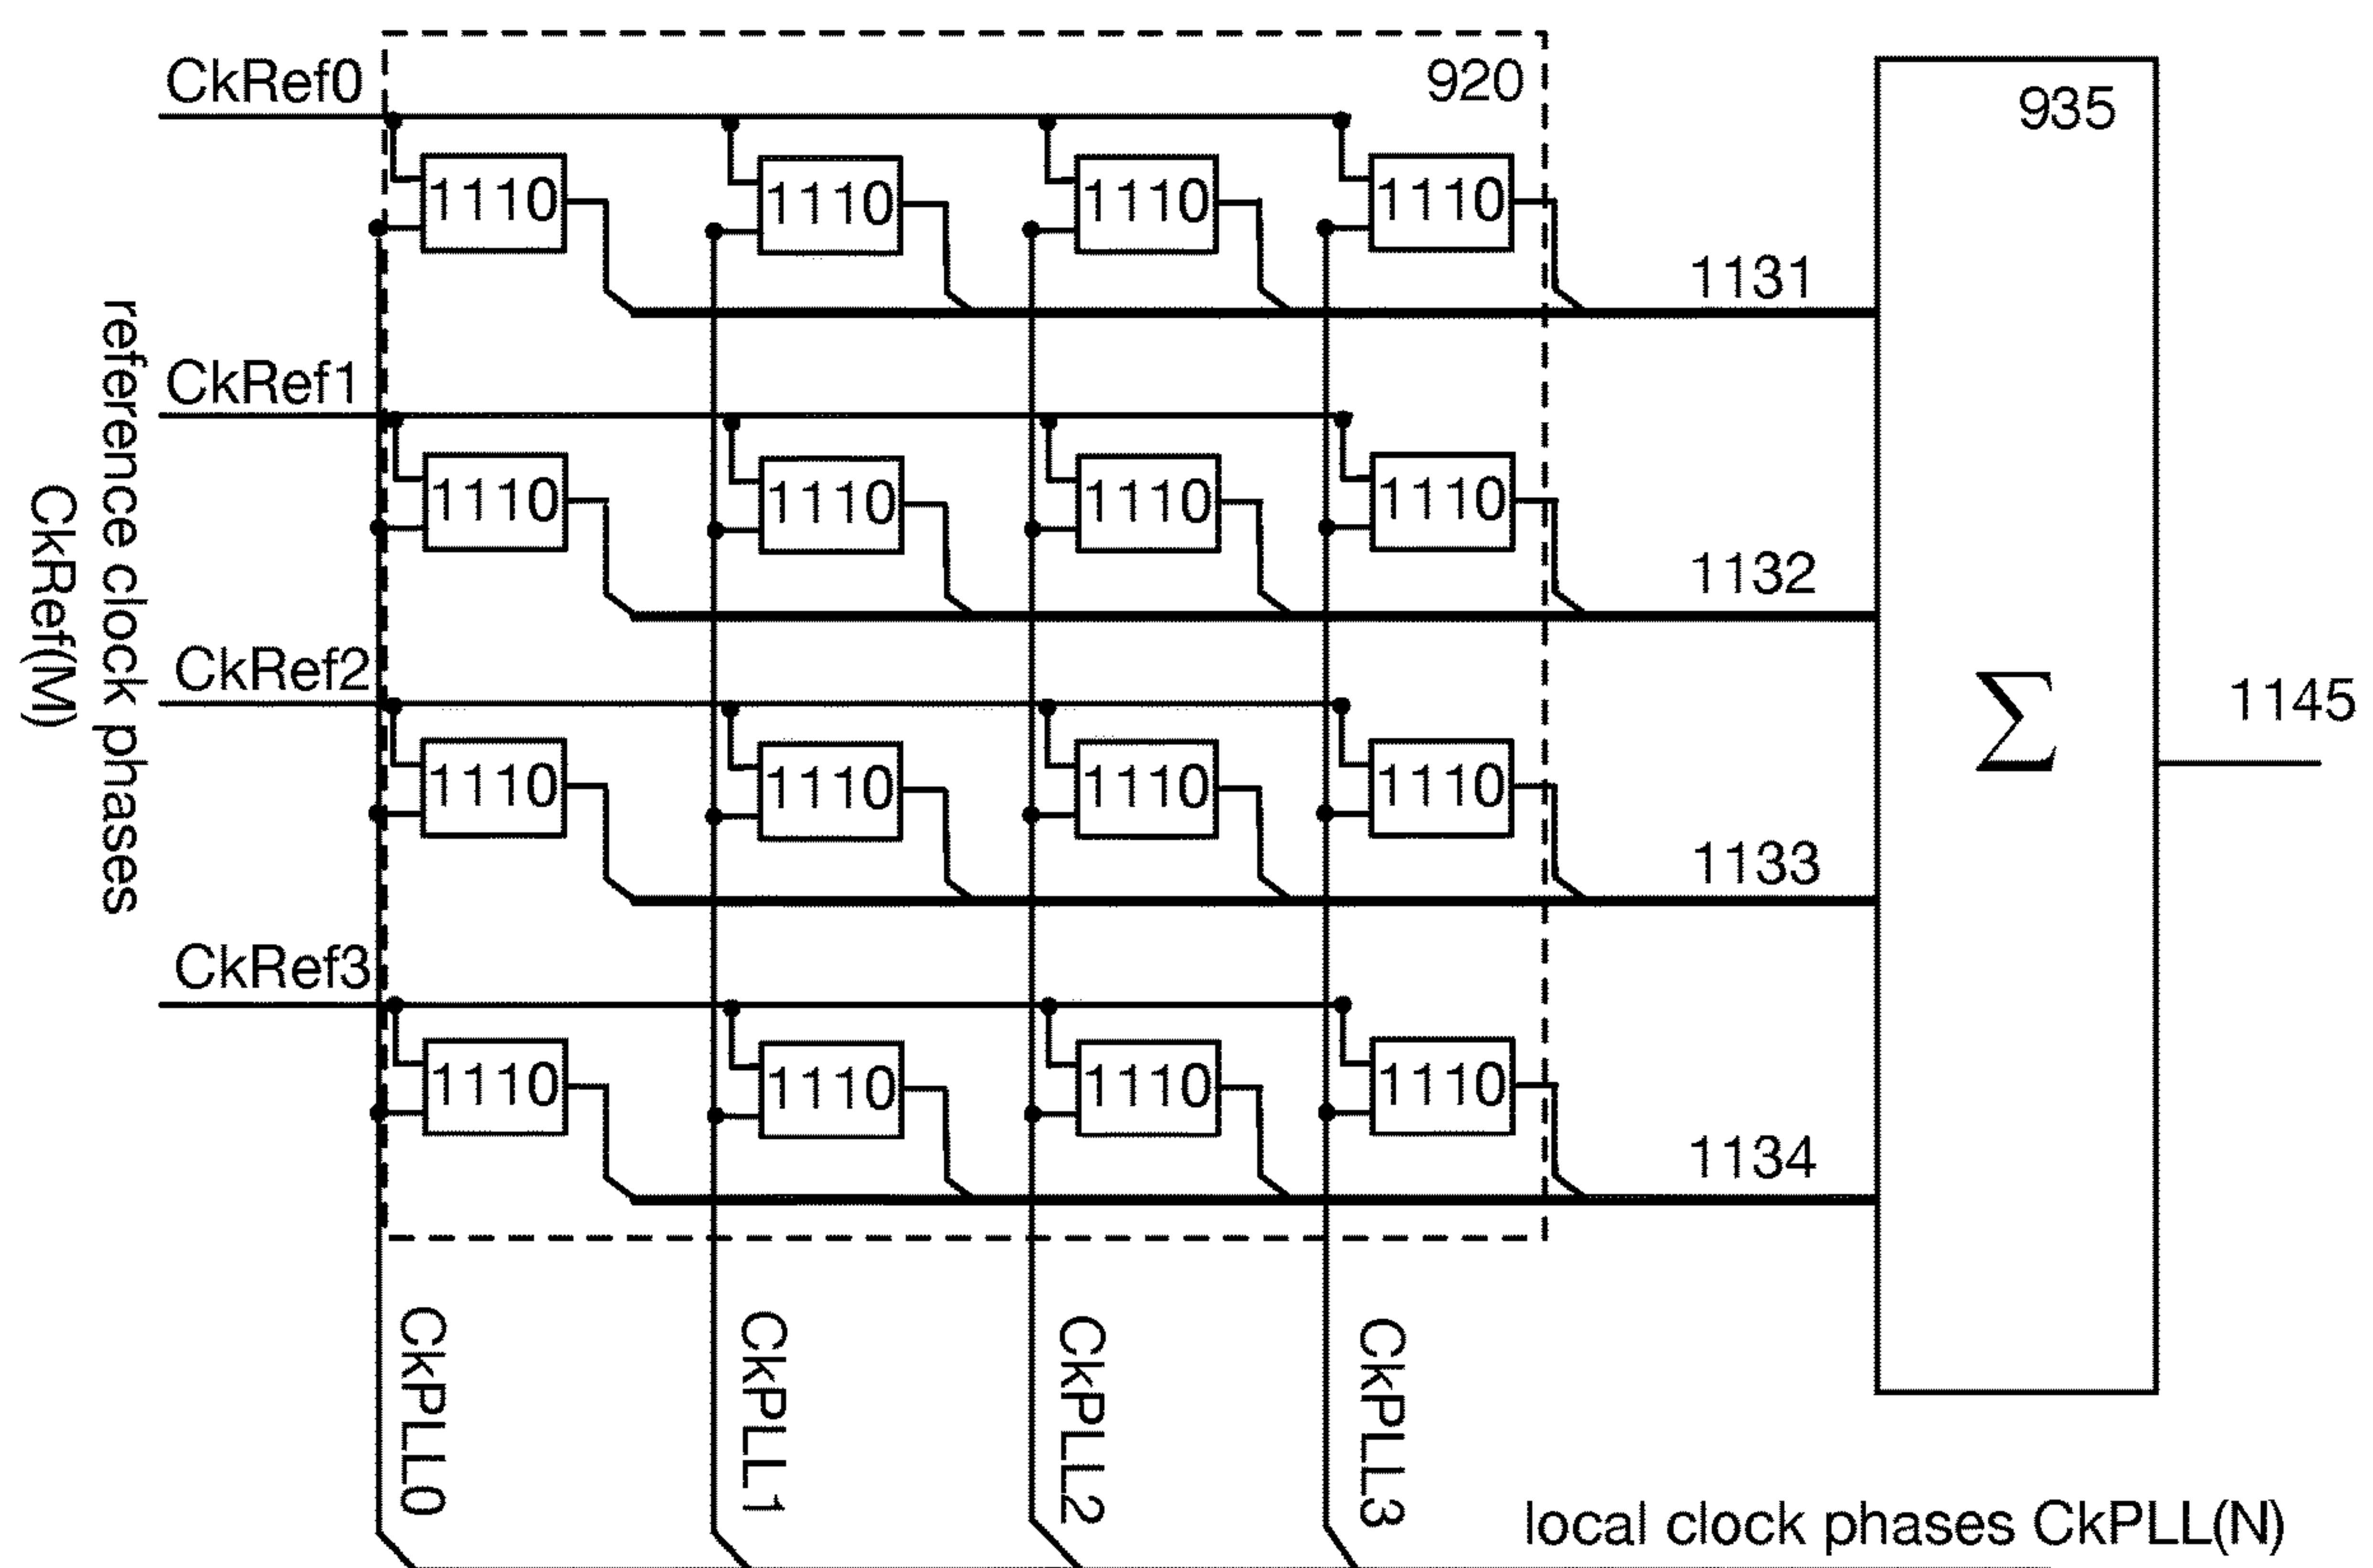 CkRef0
920
935
1110 1110 1110 1110
1131
CkRef1
1110 1110 1110 1110
1132
reference clock phases
CkRef(M)
CkRef2
1110 1110 1110 1110
Σ
1145
1133
CkRef3
1110 1110 1110 1110
1134
CkPLL0
CkPLL1
CkPLL2
CkPLL3
local clock phases CkPLL(N)